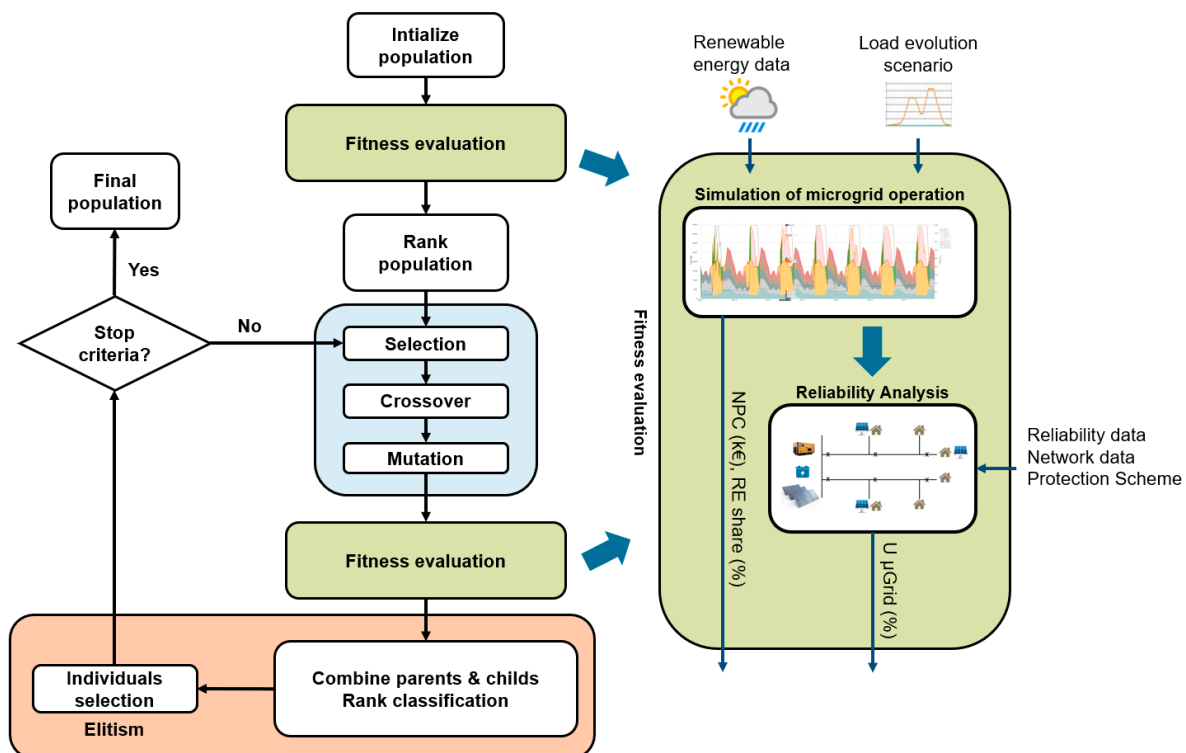 Intialize
population
Fitness evaluation
Rank
population
Selection
Crossover
Mutation
Fitness evaluation
Combine parents & childs
Rank classification
Individuals
selection
Elitism
Stop
criteria?
No
Yes
Final
population
Renewable
energy data
Load evolution
scenario
Fitness evaluation
Simulation of microgrid operation
Reliability Analysis
Reliability data
Network data
Protection Scheme
NPC (k€), RE share (%)
U µGrid (%)